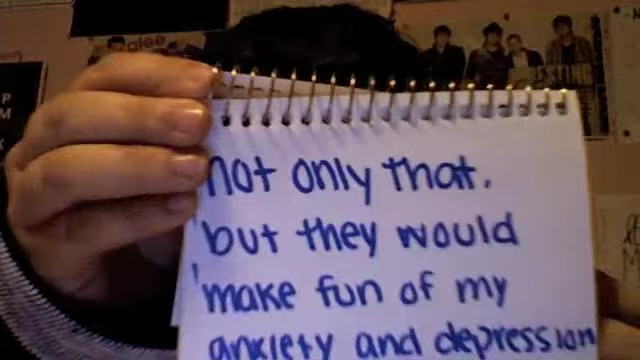 not only that,
but they would
make fun of my
anxiety and depression
glee